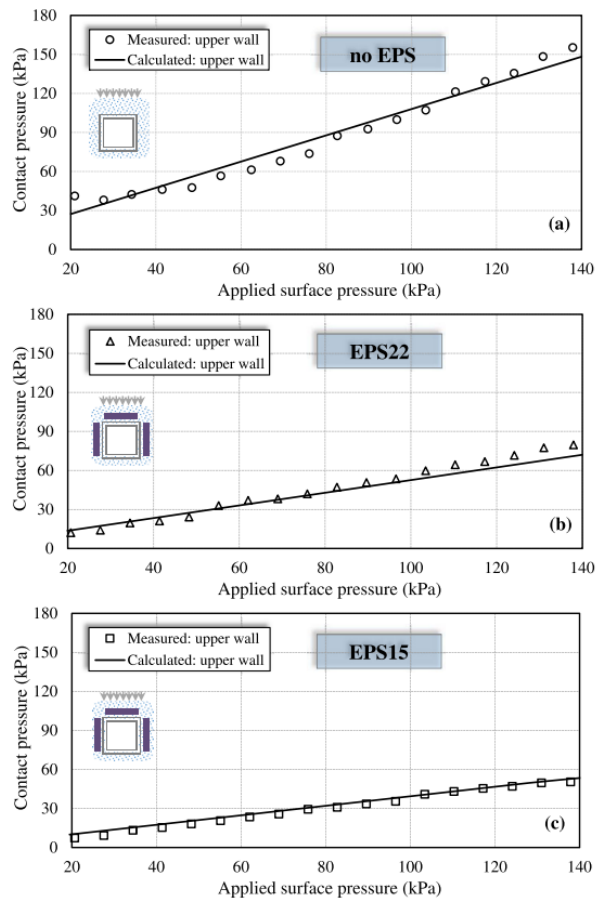 180
150
120
90
60
30
0
Contact pressure (kPa)
Measured: upper wall
Calculated: upper wall
no EPS
(a)
20 40 60 80 100 120 140
Applied surface pressure (kPa)
180
150
120
90
60
30
0
Contact pressure (kPa)
Measured: upper wall
Calculated: upper wall
EPS22
(b)
20 40 60 80 100 120 140
Applied surface pressure (kPa)
180
150
120
90
60
30
0
Contact pressure (kPa)
Measured: upper wall
Calculated: upper wall
EPS15
(c)
20 40 60 80 100 120 140
Applied surface pressure (kPa)